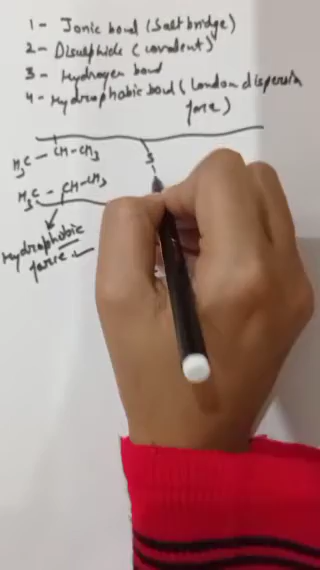 1- Ionic bond (Salt bridge)
2- Disulphide (covalent)
3- Hydrogen bond
4- Hydrophobic bond (London dispersion
force)
H3C - CH-CH3 S
H3C - CH-CH3
Hydrophobic
force